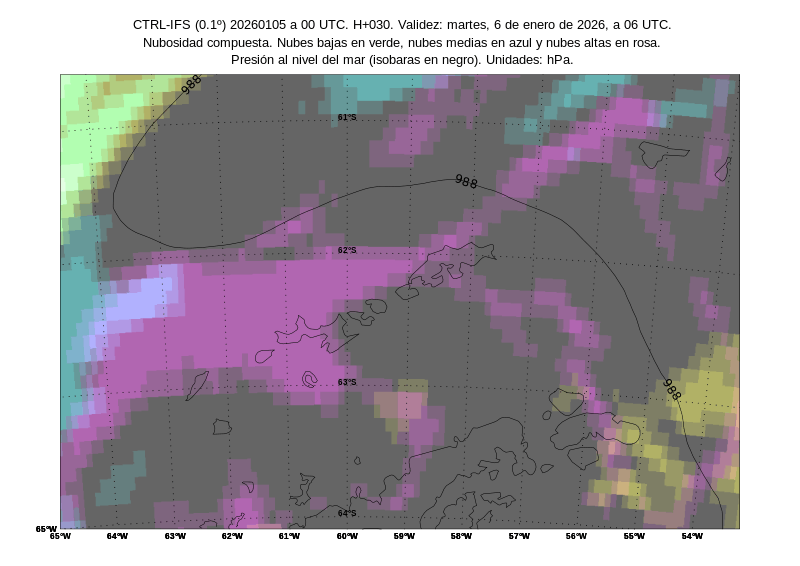 CTRL-IFS (0.1º) 20260105 a 00 UTC. H+030. Validez: martes, 6 de enero de 2026, a 06 UTC.
Nubosidad compuesta. Nubes bajas en verde, nubes medias en azul y nubes altas en rosa.
Presión al nivel del mar (isobaras en negro). Unidades: hPa.
988
61°S
988
62°S
63°S
988
64°S
65°W
65°W 64°W 63°W 62°W 61°W 60°W 59°W 58°W 57°W 56°W 55°W 54°W